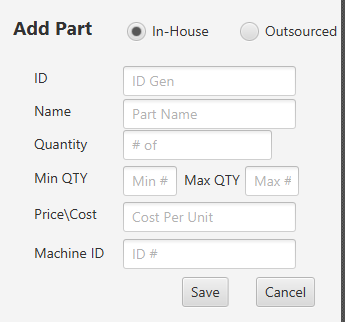 Add Part In-House Outsourced
ID ID Gen
Name Part Name
Quantity # of
Min QTY Min # Max QTY Max #
Price\Cost Cost Per Unit
Machine ID ID #
Save Cancel